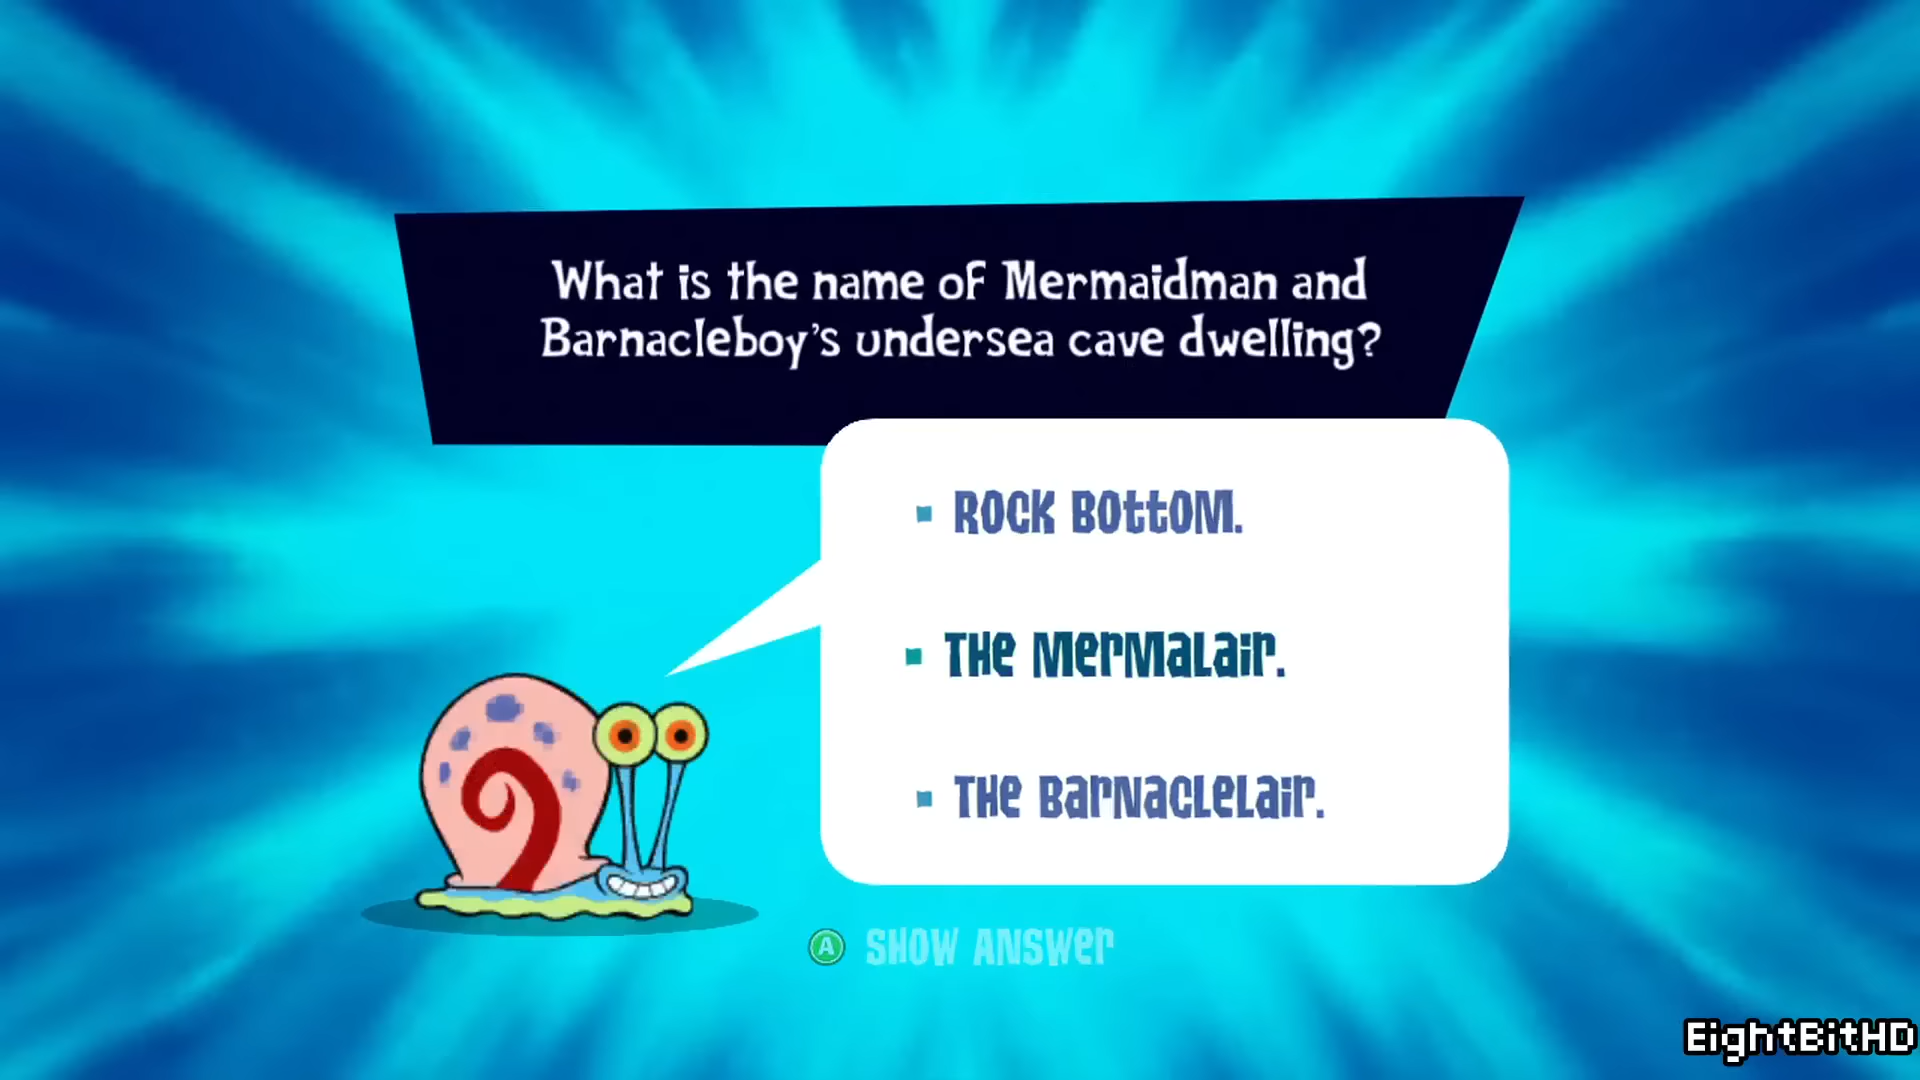 What is the name of Mermaidman and
Barnacleboy's undersea cave dwelling?
ROCK BOTTOM.
THE MERMALAIR.
THE BARNACLELAIR.
A SHOW ANSWER
EightBitHD